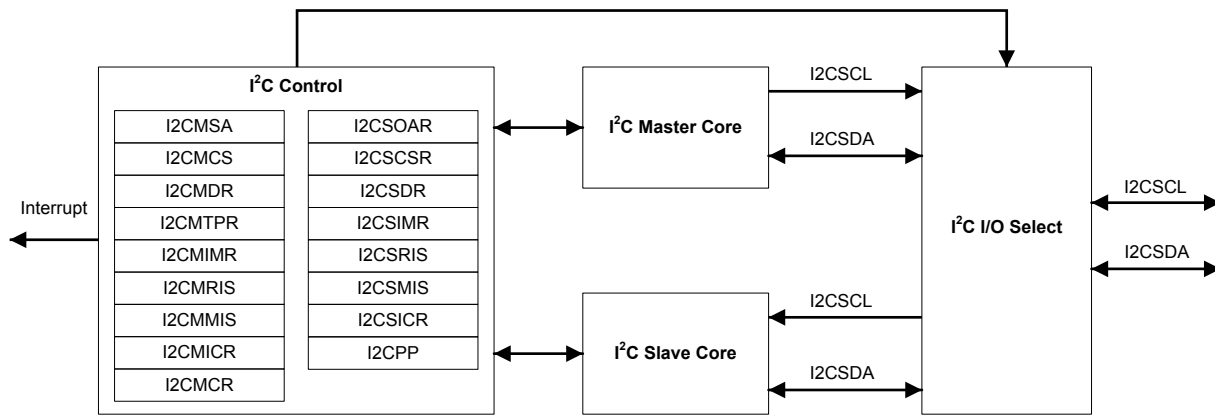 I²C Control
I2CMSA
I2CMCS
I2CMDR
I2CMTPR
I2CMIMR
I2CMRIS
I2CMMIS
I2CMICR
I2CMCR
I2CSOAR
I2CSCSR
I2CSDR
I2CSIMR
I2CSRIS
I2CSMIS
I2CSICR
I2CPP
Interrupt
I²C Master Core
I2CSCL
I2CSDA
I²C Slave Core
I2CSCL
I2CSDA
I²C I/O Select
I2CSCL
I2CSDA